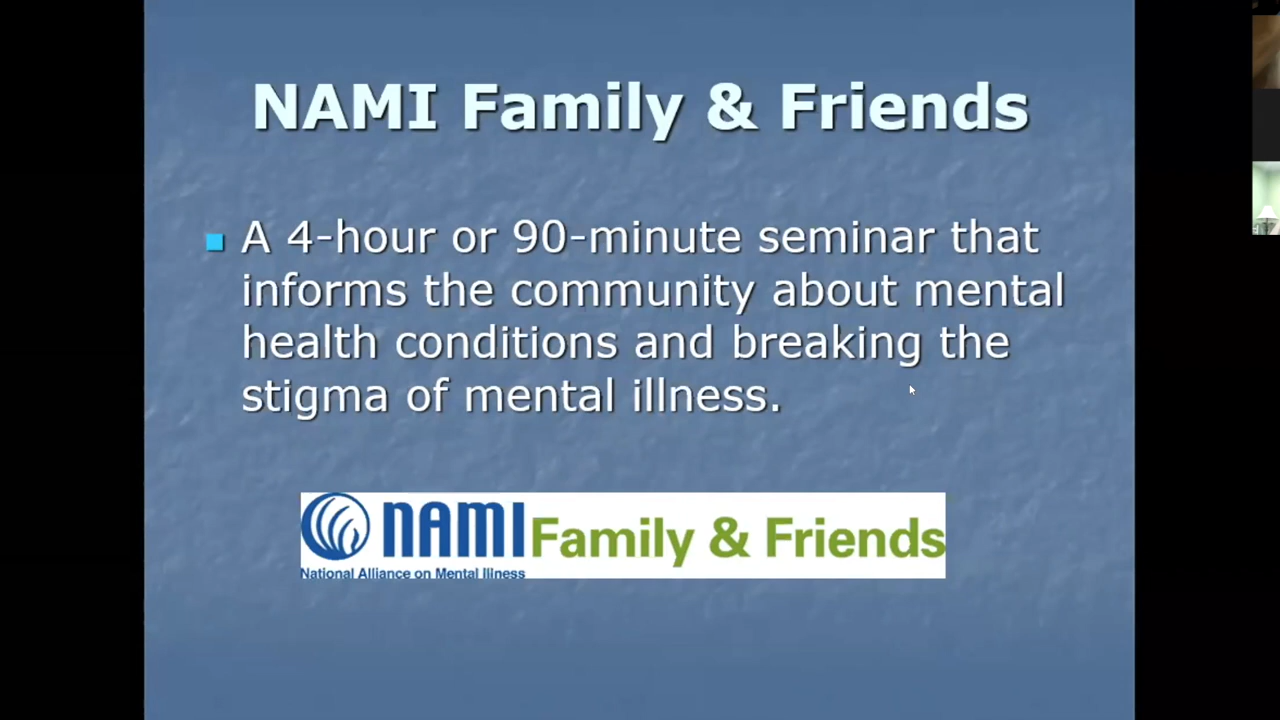 NAMI Family & Friends
A 4-hour or 90-minute seminar that
informs the community about mental
health conditions and breaking the
stigma of mental illness.
NAMI Family & Friends
National Alliance on Mental Illness